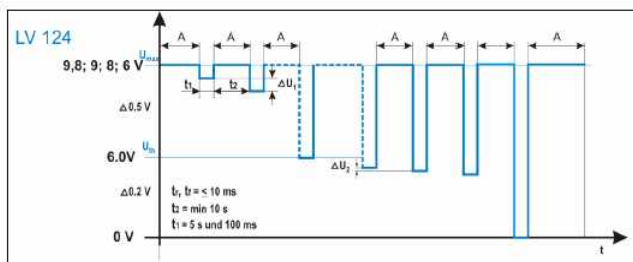 LV 124
A A A A A A
9,8; 9; 8; 6 V Umax
t₁ t₂ ΔU₁
Δ0.5 V
6.0V Uth
ΔU₂
Δ0.2 V
tᵣ, t_f = ≤ 10 ms
t₂ = min 10 s
t₁ = 5 s und 100 ms
0 V
t